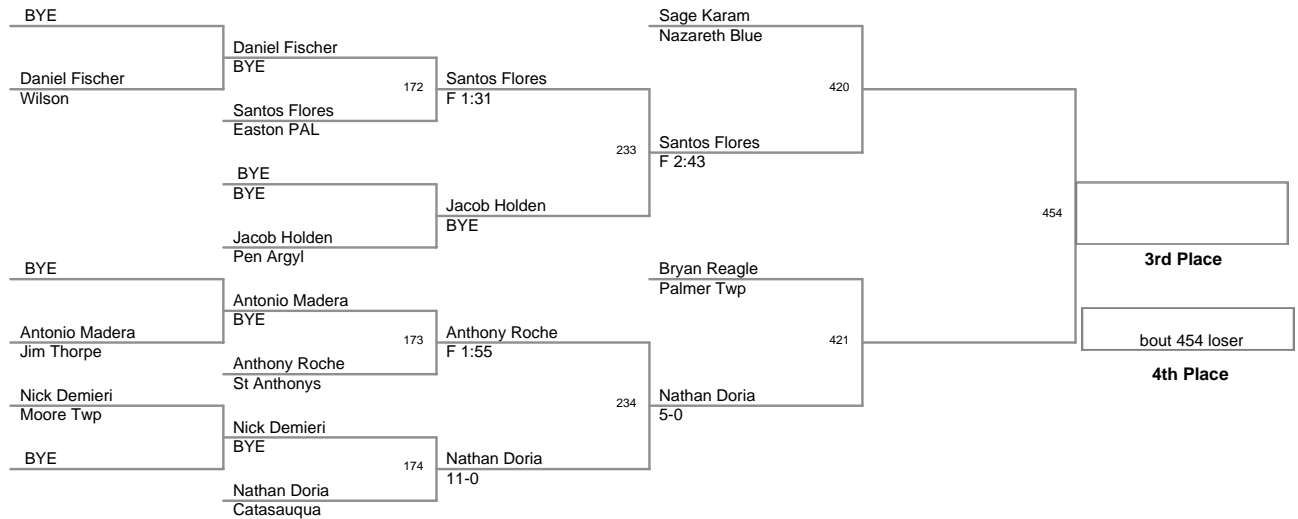 BYE
Daniel Fischer
Wilson
Daniel Fischer
BYE
172
Santos Flores
Easton PAL
Santos Flores
F 1:31
BYE
BYE
Jacob Holden
Pen Argyl
Jacob Holden
BYE
233
Sage Karam
Nazareth Blue
420
Santos Flores
F 2:43
BYE
Antonio Madera
Jim Thorpe
Antonio Madera
BYE
173
Anthony Roche
St Anthonys
Anthony Roche
F 1:55
Nick Demieri
Moore Twp
BYE
Nick Demieri
BYE
174
Nathan Doria
Catasauqua
Nathan Doria
11-0
234
Bryan Reagle
Palmer Twp
421
Nathan Doria
5-0
454
3rd Place
bout 454 loser
4th Place